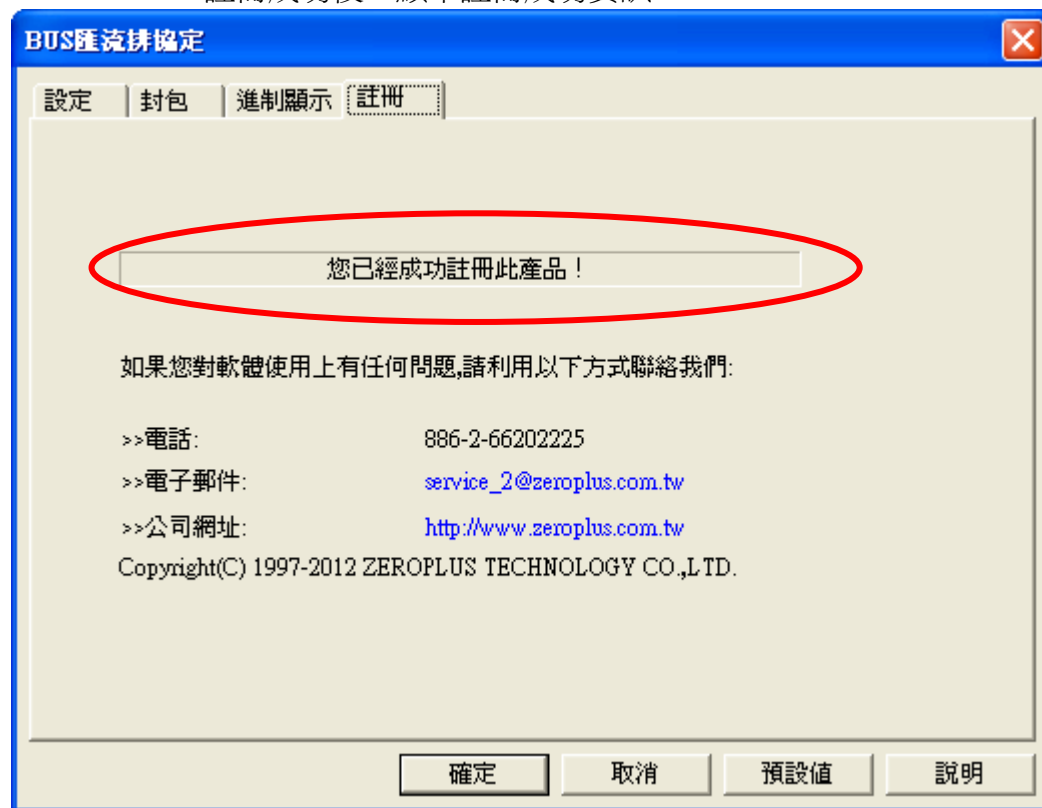 BUS匯流排協定
設定 封包 進制顯示 註冊
您已經成功註冊此產品！
如果您對軟體使用上有任何問題,請利用以下方式聯絡我們:
>>電話: 886-2-66202225
>>電子郵件: service_2@zeroplus.com.tw
>>公司網址: http://www.zeroplus.com.tw
Copyright(C) 1997-2012 ZEROPLUS TECHNOLOGY CO.,LTD.
確定 取消 預設值 說明